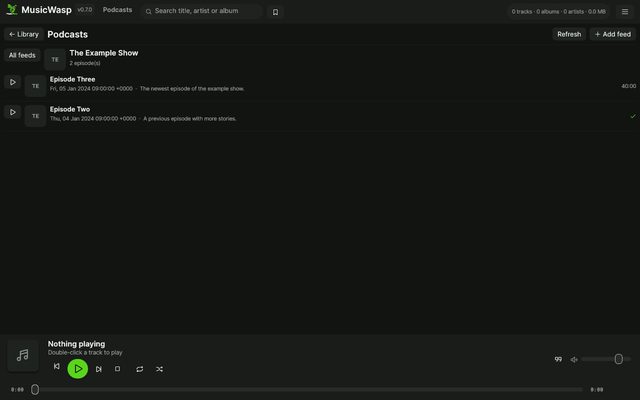 MusicWasp v0.7.0 Podcasts Search title, artist or album 0 tracks · 0 albums · 0 artists · 0.0 MB
← Library Podcasts Refresh + Add feed
All feeds TE The Example Show
2 episode(s)
TE Episode Three
Fri, 05 Jan 2024 09:00:00 +0000 · The newest episode of the example show. 40:00
TE Episode Two
Thu, 04 Jan 2024 09:00:00 +0000 · A previous episode with more stories.
Nothing playing
Double-click a track to play
0:00 0:00